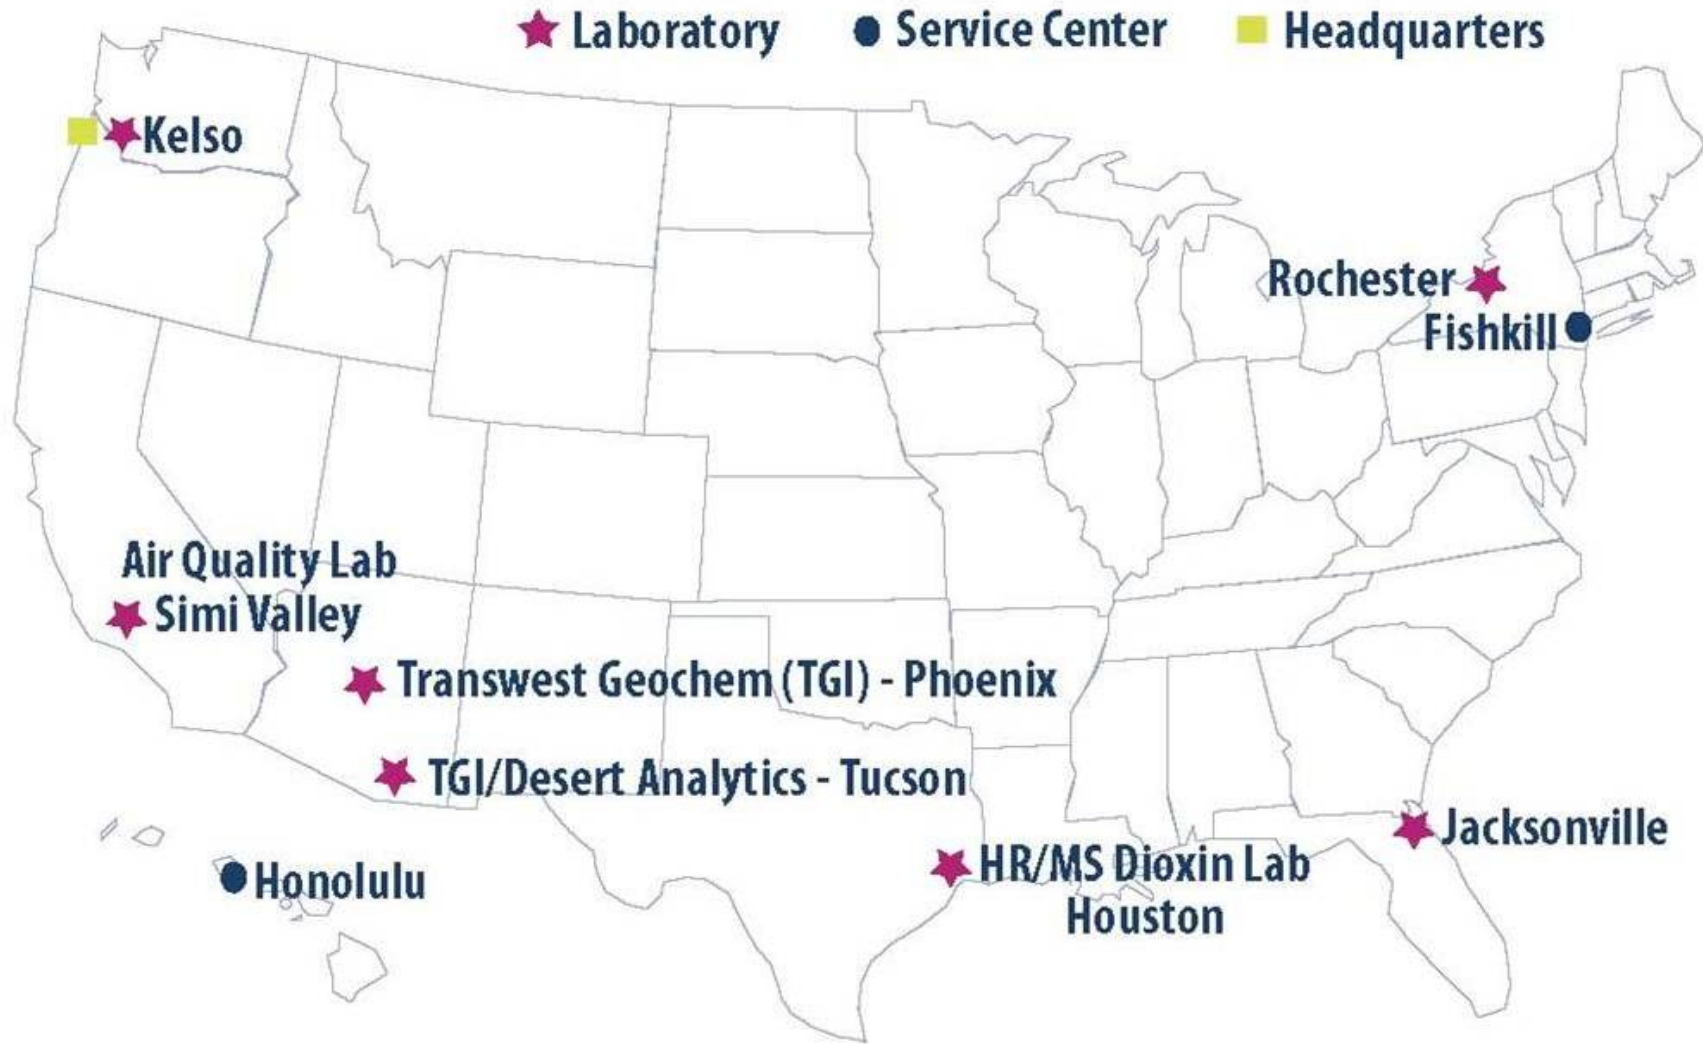 Laboratory Service Center Headquarters
Kelso
Rochester
Fishkill
Air Quality Lab
Simi Valley
Transwest Geochem (TGI) - Phoenix
TGI/Desert Analytics - Tucson
Jacksonville
HR/MS Dioxin Lab
Houston
Honolulu